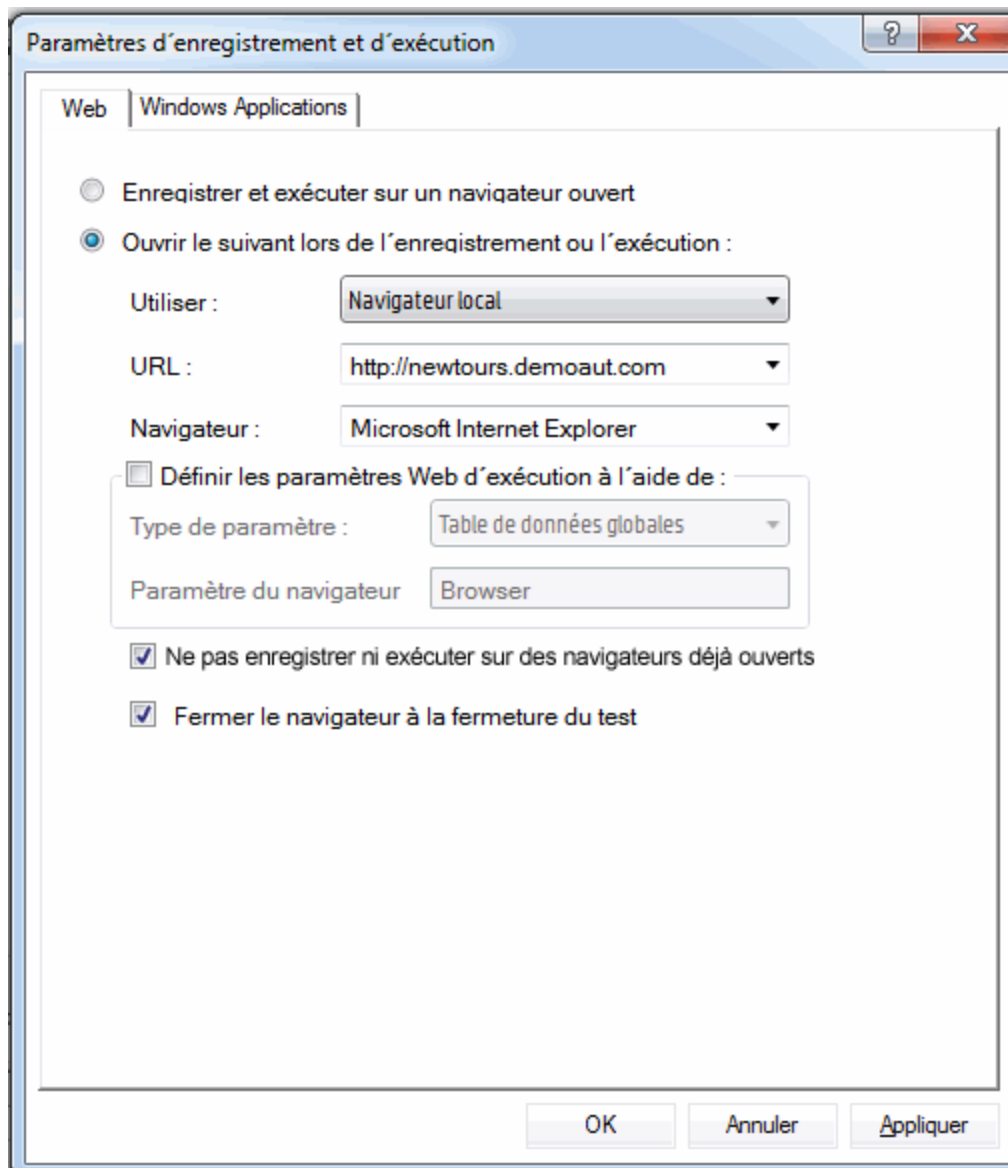 Paramètres d´enregistrement et d´exécution
Web
Windows Applications
Enregistrer et exécuter sur un navigateur ouvert
Ouvrir le suivant lors de l´enregistrement ou l´exécution :
Utiliser :
Navigateur local
URL :
http://newtours.demoaut.com
Navigateur :
Microsoft Internet Explorer
Définir les paramètres Web d´exécution à l´aide de :
Type de paramètre :
Table de données globales
Paramètre du navigateur
Browser
Ne pas enregistrer ni exécuter sur des navigateurs déjà ouverts
Fermer le navigateur à la fermeture du test
OK
Annuler
Appliquer